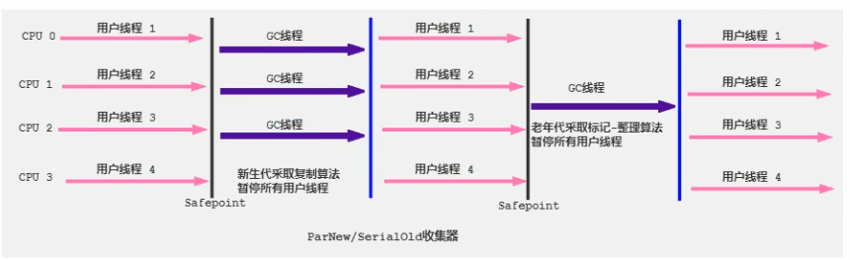 CPU 0
用户线程 1
GC线程
用户线程 1
用户线程 1
CPU 1
用户线程 2
GC线程
用户线程 2
GC线程
用户线程 2
CPU 2
用户线程 3
GC线程
用户线程 3
老年代采取标记-整理算法
暂停所有用户线程
用户线程 3
CPU 3
用户线程 4
新生代采取复制算法
暂停所有用户线程
用户线程 4
用户线程 4
Safepoint
Safepoint
ParNew/SerialOld收集器